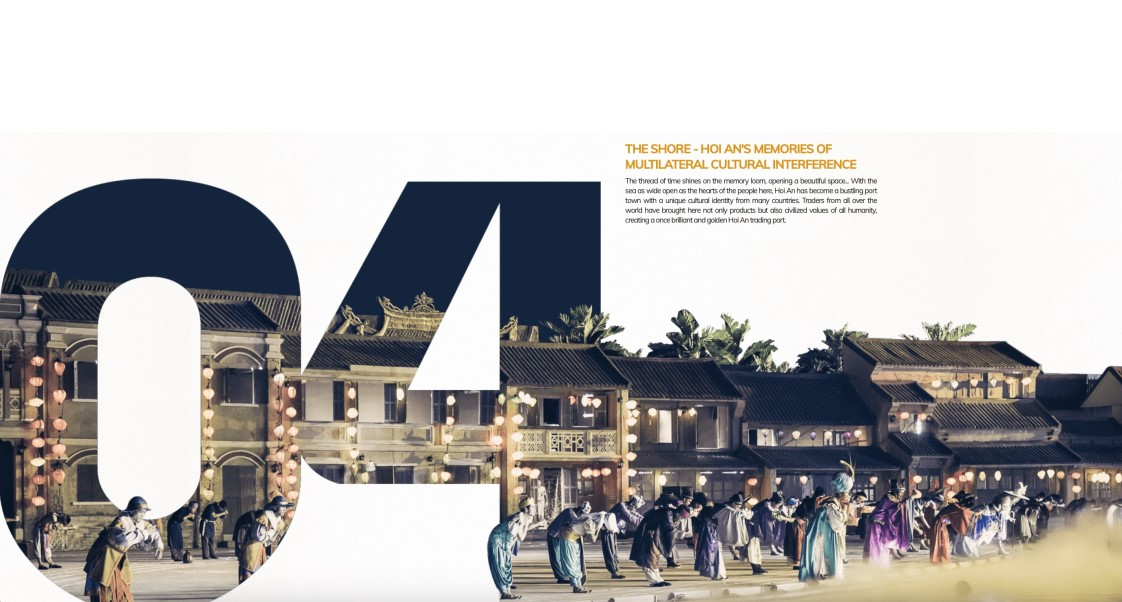 04
THE SHORE - HOI AN'S MEMORIES OF
MULTILATERAL CULTURAL INTERFERENCE
The thread of time shines on the memory loom, opening a beautiful space... With the
sea as wide open as the hearts of the people here, Hoi An has become a bustling port
town with a unique cultural identity from many countries. Traders from all over the
world have brought here not only products but also civilized values of all humanity,
creating a once brilliant and golden Hoi An trading port.